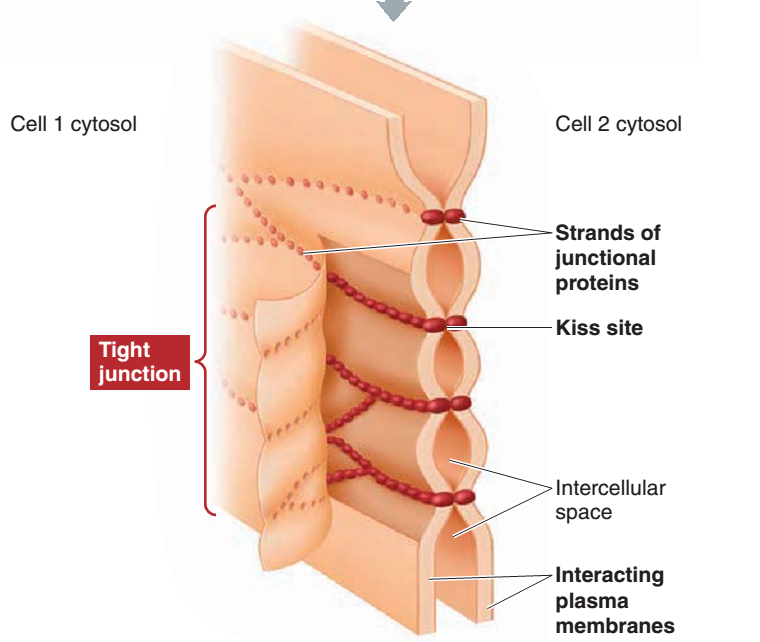 Cell 1 cytosol
Cell 2 cytosol
Strands of
junctional
proteins
Kiss site
Tight
junction
Intercellular
space
Interacting
plasma
membranes